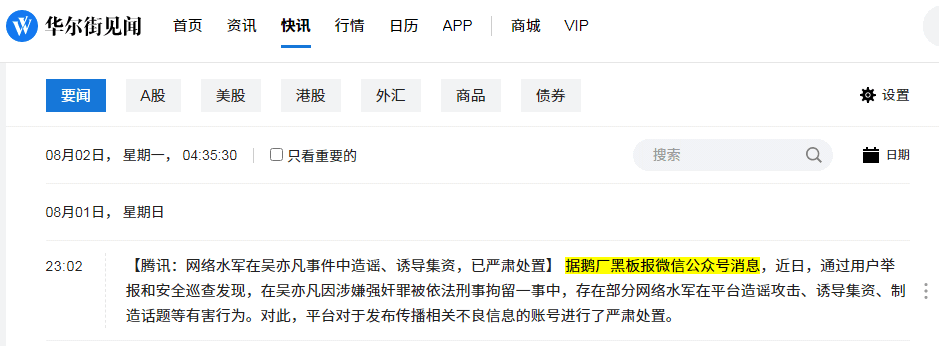 华尔街见闻 首页 资讯 快讯 行情 日历 APP 商城 VIP
要闻 A股 美股 港股 外汇 商品 债券 设置
08月02日， 星期一， 04:35:30 只看重要的 搜索 日期
08月01日， 星期日
23:02 【腾讯：网络水军在吴亦凡事件中造谣、诱导集资，已严肃处置】 据鹅厂黑板报微信公众号消息，近日，通过用户举
报和安全巡查发现，在吴亦凡因涉嫌强奸罪被依法刑事拘留一事中，存在部分网络水军在平台造谣攻击、诱导集资、制
造话题等有害行为。对此，平台对于发布传播相关不良信息的账号进行了严肃处置。